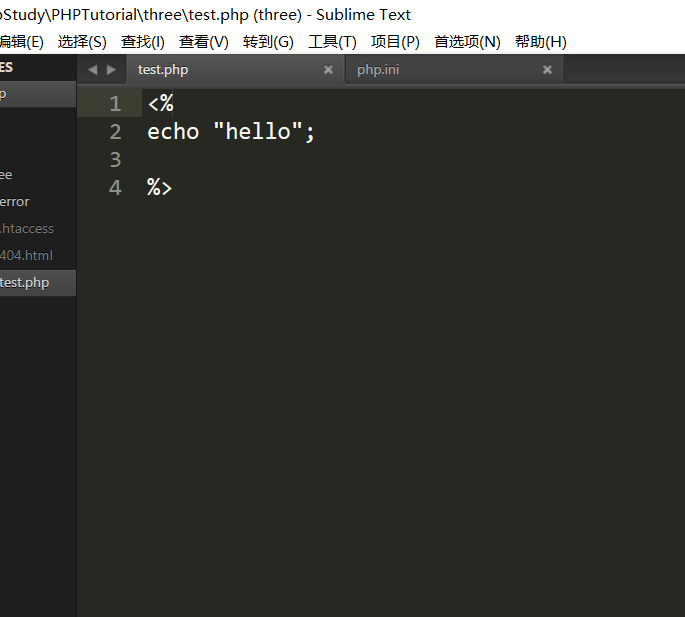 oStudy\PHPTutorial\three\test.php (three) - Sublime Text
编辑(E) 选择(S) 查找(I) 查看(V) 转到(G) 工具(T) 项目(P) 首选项(N) 帮助(H)
ES
p
ee
error
.htaccess
404.html
test.php
test.php php.ini
1 <%
2 echo "hello";
3
4 %>